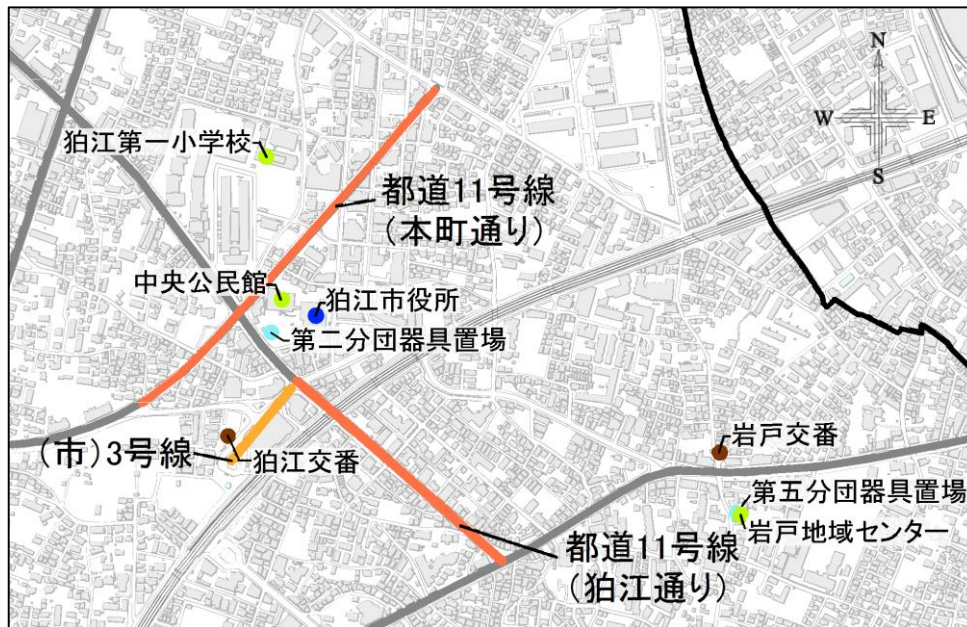 N
W E
S
狛江第一小学校
都道11号線
(本町通り)
中央公民館
狛江市役所
第二分団器具置場
(市)3号線
狛江交番
岩戸交番
第五分団器具置場
岩戸地域センター
都道11号線
(狛江通り)